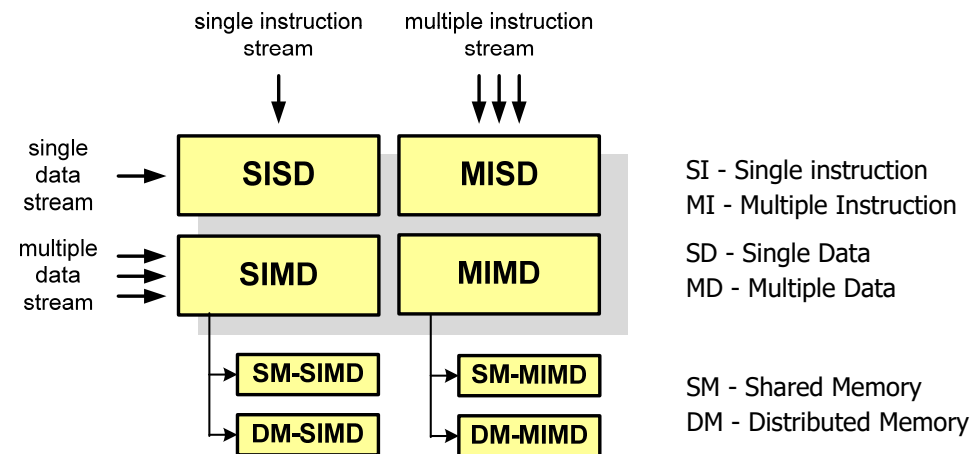 single instruction
stream
multiple instruction
stream
single
data
stream
SISD
MISD
SI - Single instruction
MI - Multiple Instruction
multiple
data
stream
SIMD
MIMD
SD - Single Data
MD - Multiple Data
SM-SIMD
SM-MIMD
SM - Shared Memory
DM-SIMD
DM-MIMD
DM - Distributed Memory